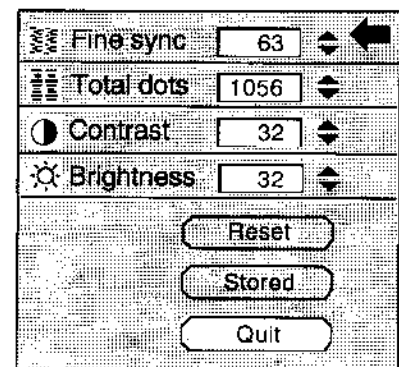 Fine sync 63
Total dots 1056
Contrast 32
Brightness 32
Reset
Stored
Quit